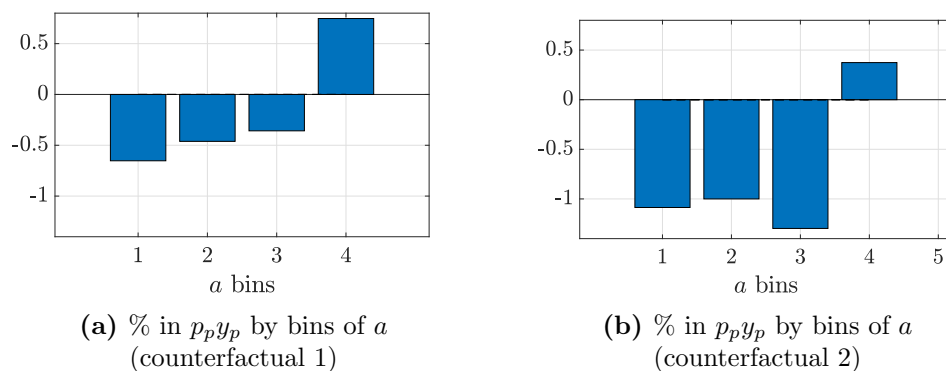 0.5
0
-0.5
-1
1 2 3 4
a bins
(a) % in p_p y_p by bins of a
(counterfactual 1)
0.5
0
-0.5
-1
1 2 3 4 5
a bins
(b) % in p_p y_p by bins of a
(counterfactual 2)